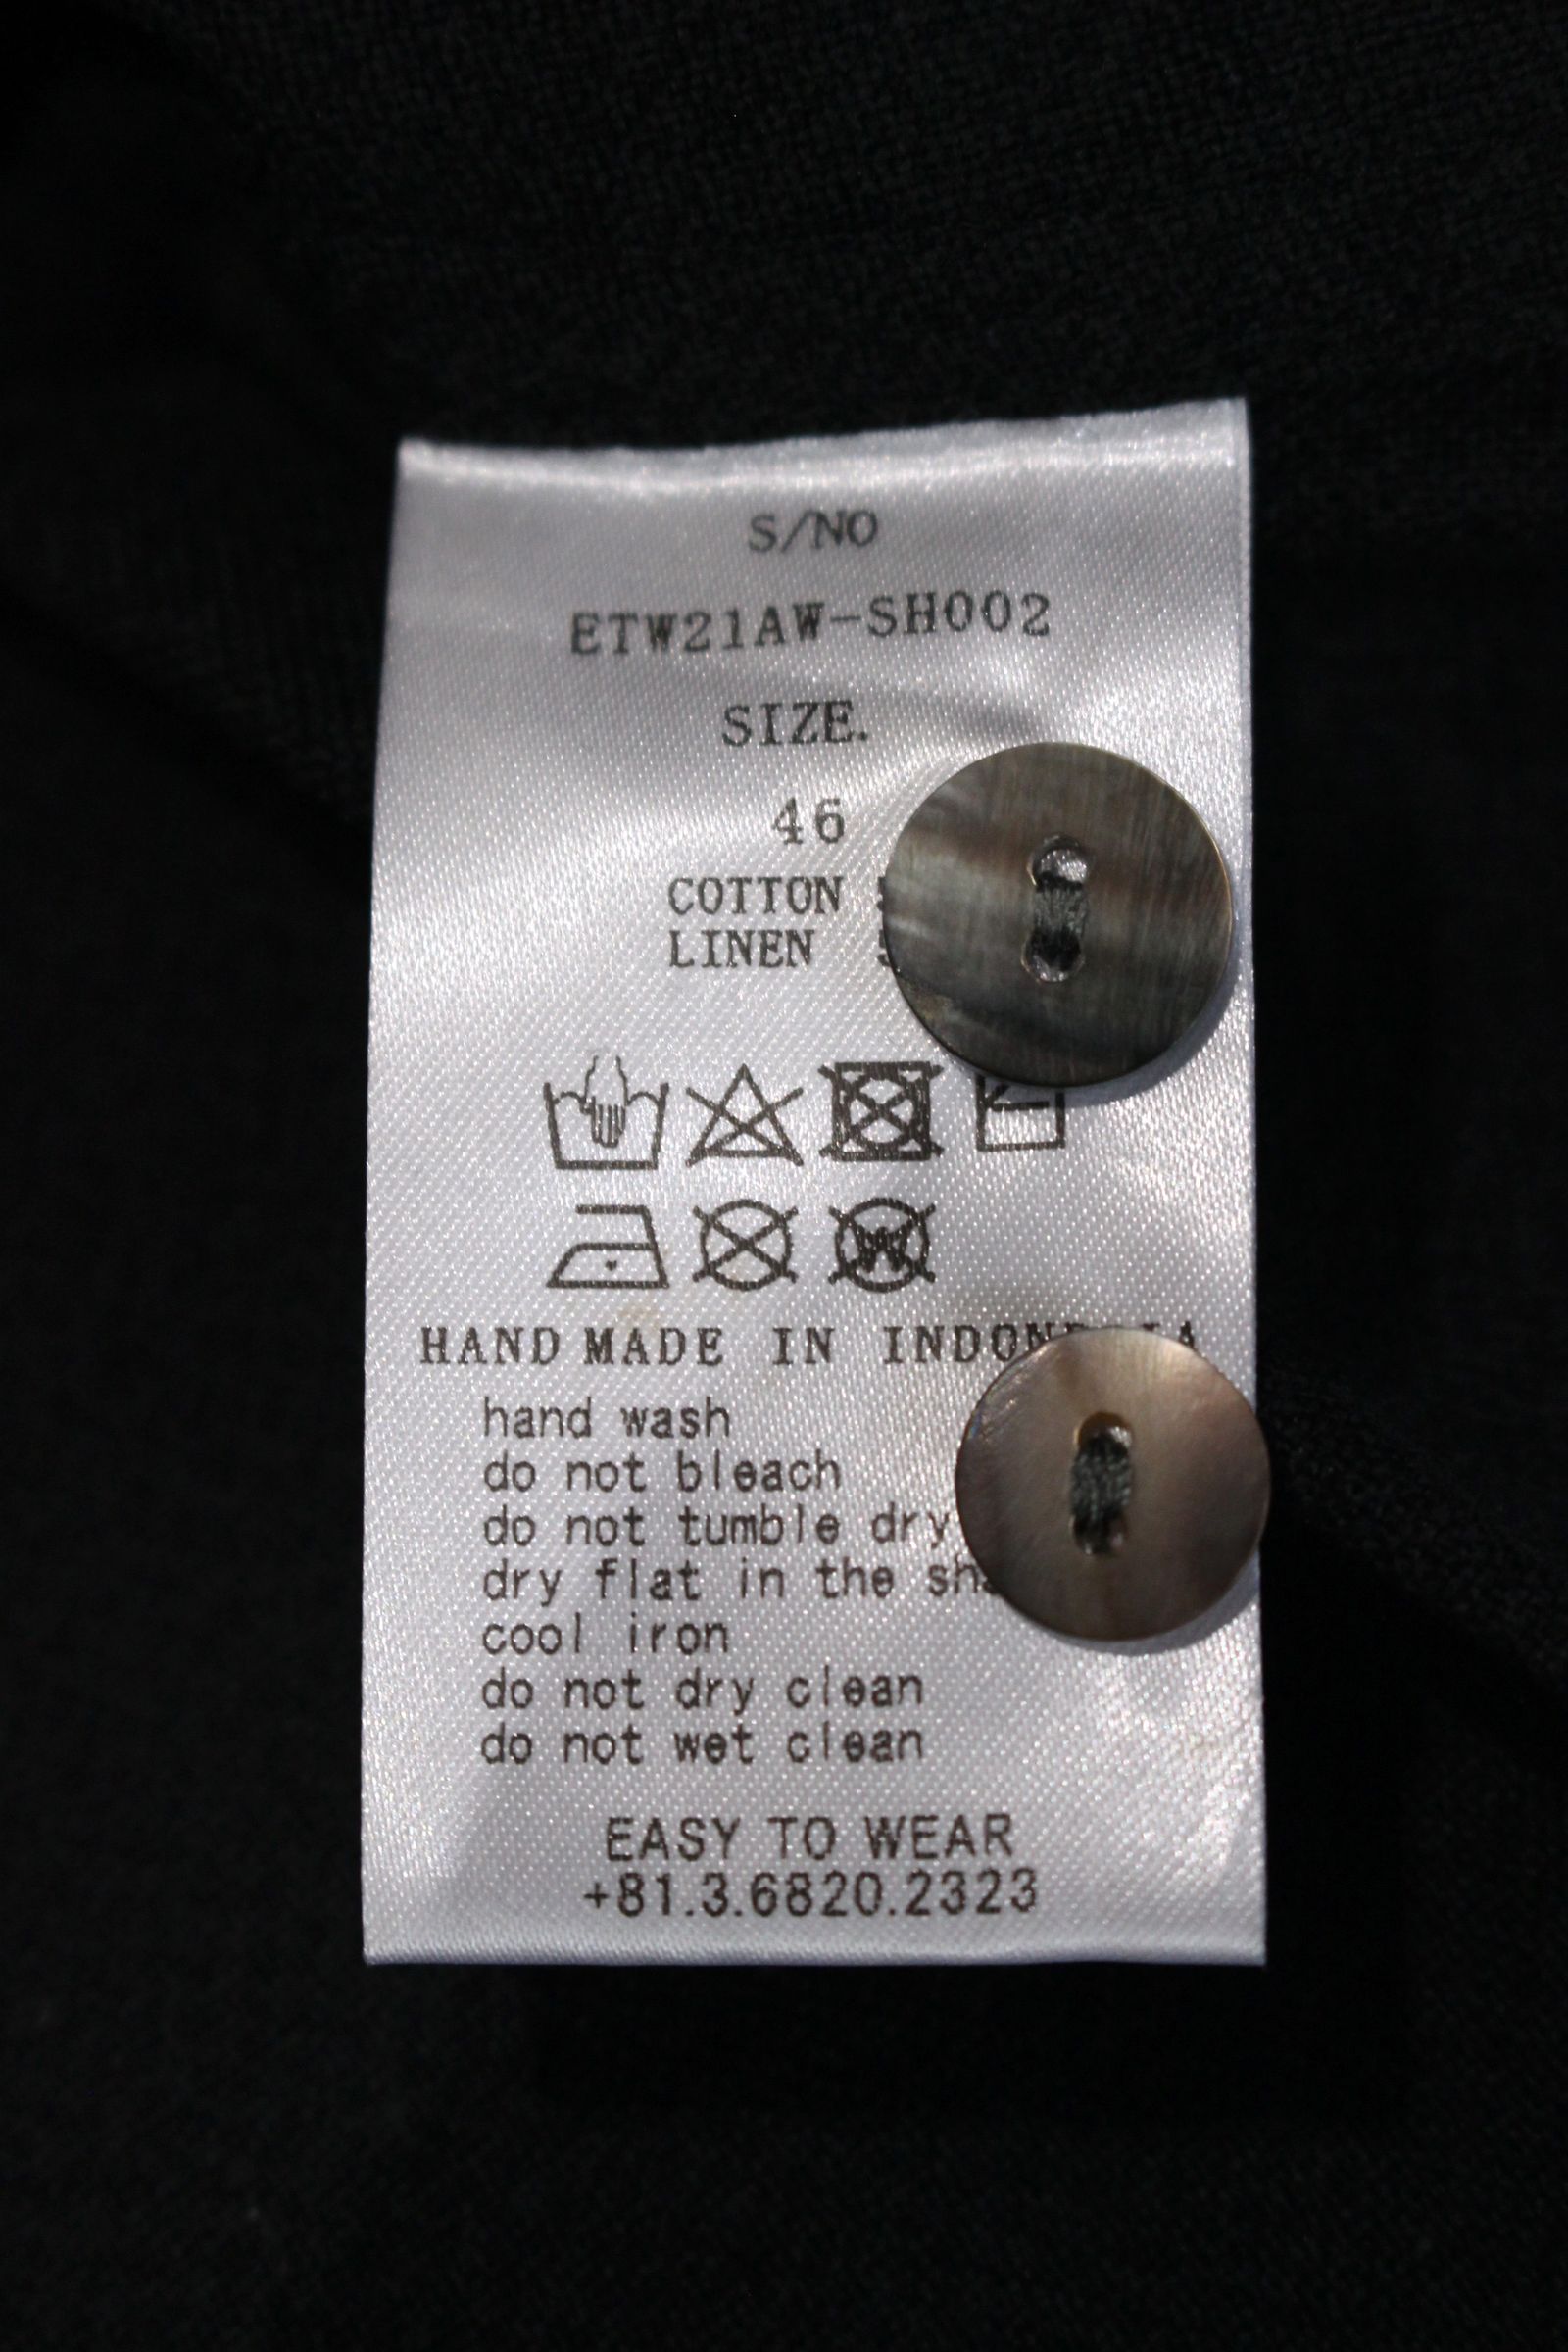 S/NO
ETW21AW-SH002
SIZE.
46
COTTON
LINEN
W
HAND MADE IN
hand wash
do not bleach
do not tumble dry
dry flat in the
cool iron
do not dry clean
do not wet clean
EASY TO WEAR
+81.3.6820.2323